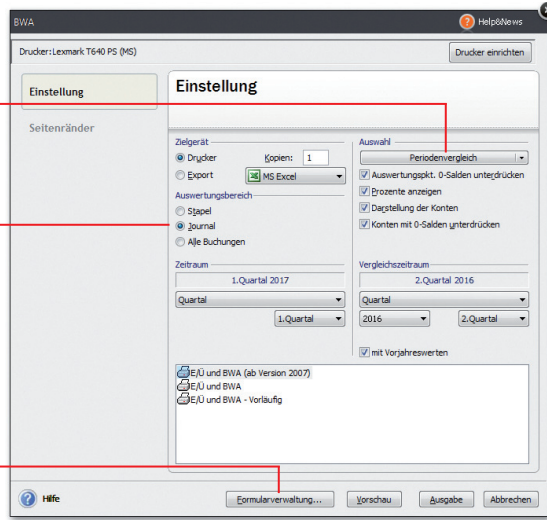 BWA
Help&News
Drucker:Lexmark T640 PS (MS)
Drucker einrichten
Einstellung
Seitenränder
Einstellung
Zielgerät
Drucker Kopien: 1
Export MS Excel
Auswertungsbereich
Stapel
Journal
Alle Buchungen
Auswahl
Periodenvergleich
Auswertungspkt. 0-Salden unterdrücken
Prozente anzeigen
Darstellung der Konten
Konten mit 0-Salden unterdrücken
Zeitraum
1.Quartal 2017
Quartal
1.Quartal
Vergleichszeitraum
2.Quartal 2016
Quartal
2016 2.Quartal
mit Vorjahreswerten
E/Ü und BWA (ab Version 2007)
E/Ü und BWA
E/Ü und BWA - Vorläufig
Hilfe
Formularverwaltung...
Vorschau
Ausgabe
Abbrechen